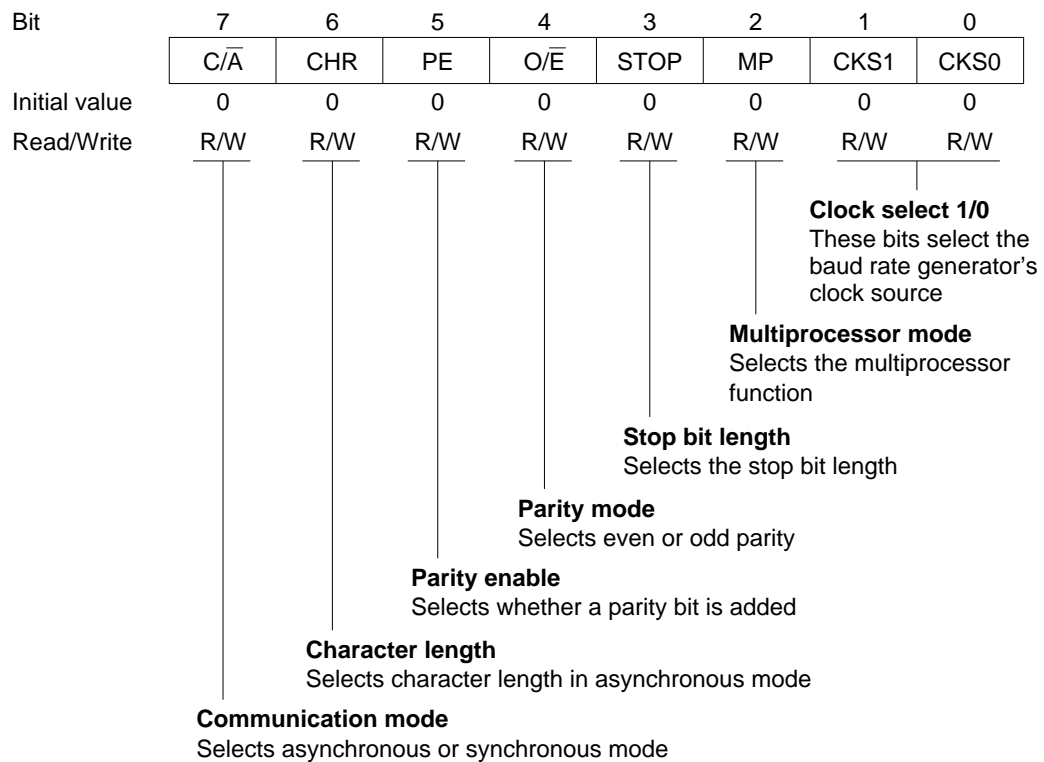 Bit 7 6 5 4 3 2 1 0
C/A̅ CHR PE O/E̅ STOP MP CKS1 CKS0
Initial value 0 0 0 0 0 0 0 0
Read/Write R/W R/W R/W R/W R/W R/W R/W R/W
Clock select 1/0
These bits select the
baud rate generator’s
clock source
Multiprocessor mode
Selects the multiprocessor
function
Stop bit length
Selects the stop bit length
Parity mode
Selects even or odd parity
Parity enable
Selects whether a parity bit is added
Character length
Selects character length in asynchronous mode
Communication mode
Selects asynchronous or synchronous mode